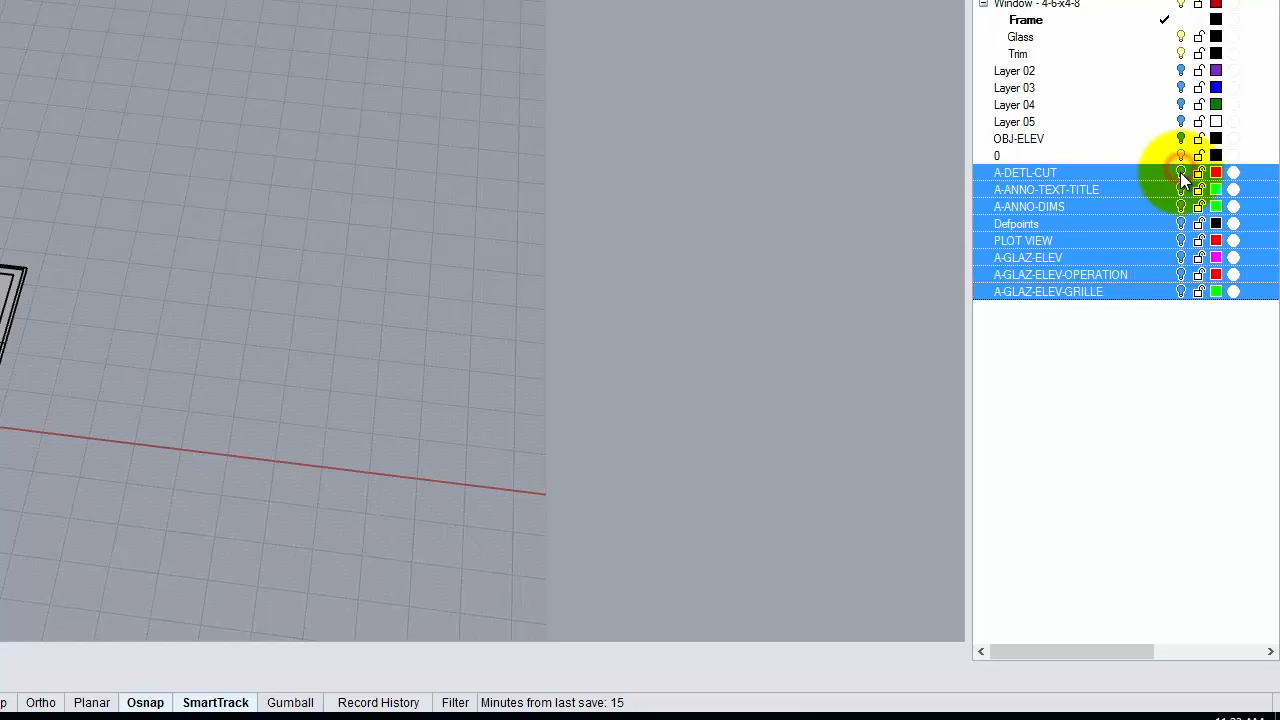 Window - 4-6-x4-8
Frame
Glass
Trim
Layer 02
Layer 03
Layer 04
Layer 05
OBJ-ELEV
0
A-DETL-CUT
A-ANNO-TEXT-TITLE
A-ANNO-DIMS
Defpoints
PLOT VIEW
A-GLAZ-ELEV
A-GLAZ-ELEV-OPERATION
A-GLAZ-ELEV-GRILLE
p Ortho Planar Osnap SmartTrack Gumball Record History Filter Minutes from last save: 15